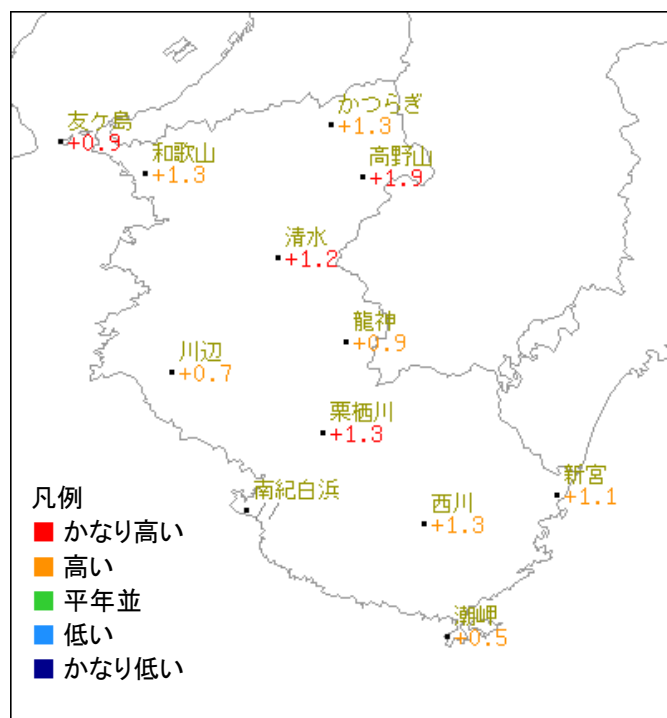 かつらぎ
+1.3
友ケ島
+0.9
和歌山
+1.3
高野山
+1.9
清水
+1.2
龍神
+0.9
川辺
+0.7
栗栖川
+1.3
南紀白浜
新宮
+1.1
西川
+1.3
潮岬
+0.5
凡例
かなり高い
高い
平年並
低い
かなり低い